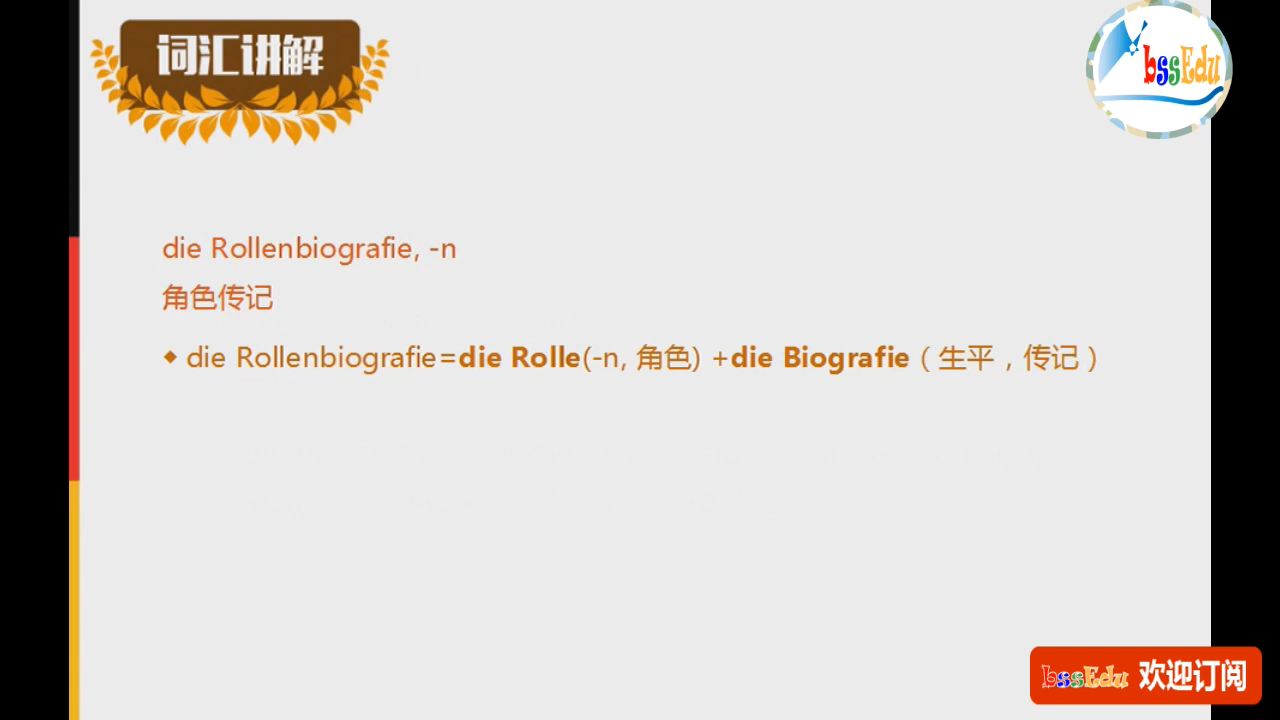 词汇讲解
bssEdu
die Rollenbiografie, -n
角色传记
◆ die Rollenbiografie=die Rolle(-n, 角色) +die Biografie（生平，传记）
bssEdu 欢迎订阅